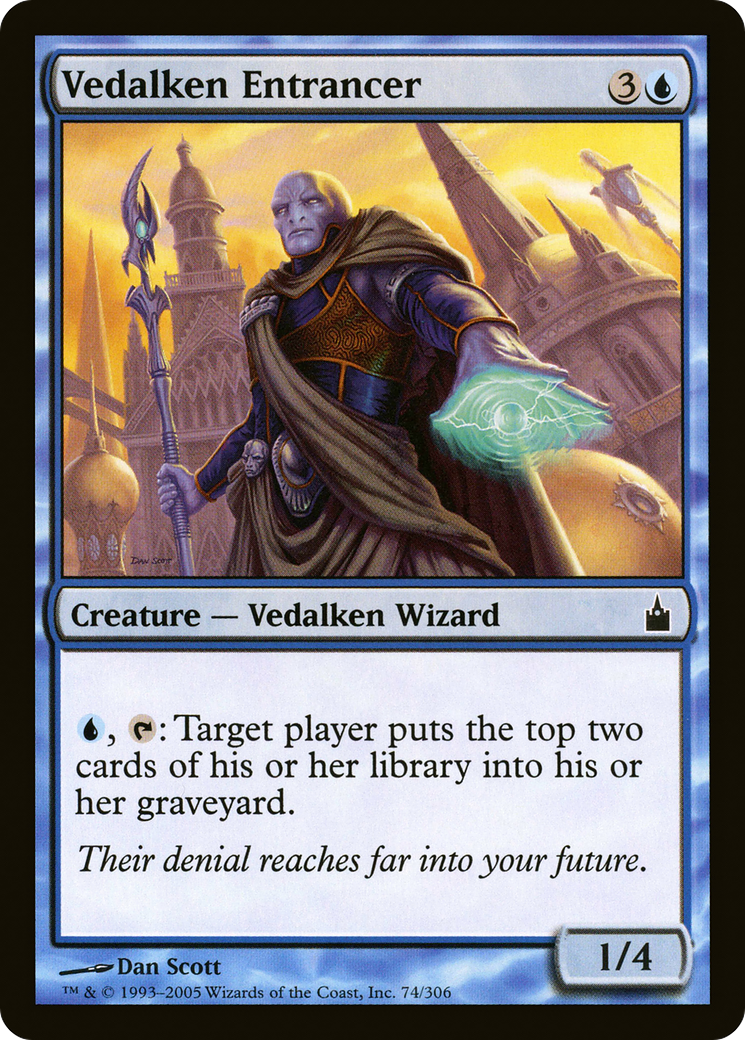 Vedalken Entrancer 3
DAN SCOTT
Creature — Vedalken Wizard
, : Target player puts the top two
cards of his or her library into his or
her graveyard.
Their denial reaches far into your future.
1/4
Dan Scott
™ & © 1993–2005 Wizards of the Coast, Inc. 74/306